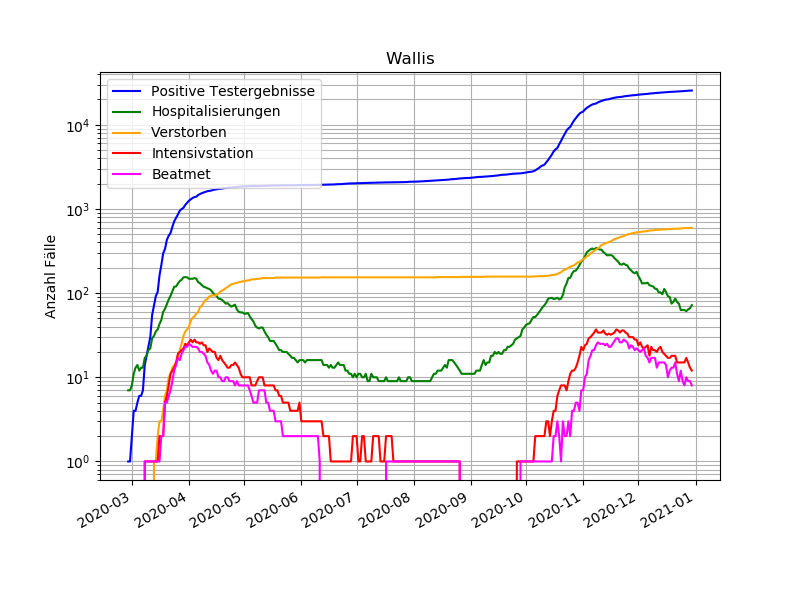 Wallis
Positive Testergebnisse
Hospitalisierungen
Verstorben
Intensivstation
Beatmet
Anzahl Fälle
10⁴
10³
10²
10¹
10⁰
2020-03
2020-04
2020-05
2020-06
2020-07
2020-08
2020-09
2020-10
2020-11
2020-12
2021-01